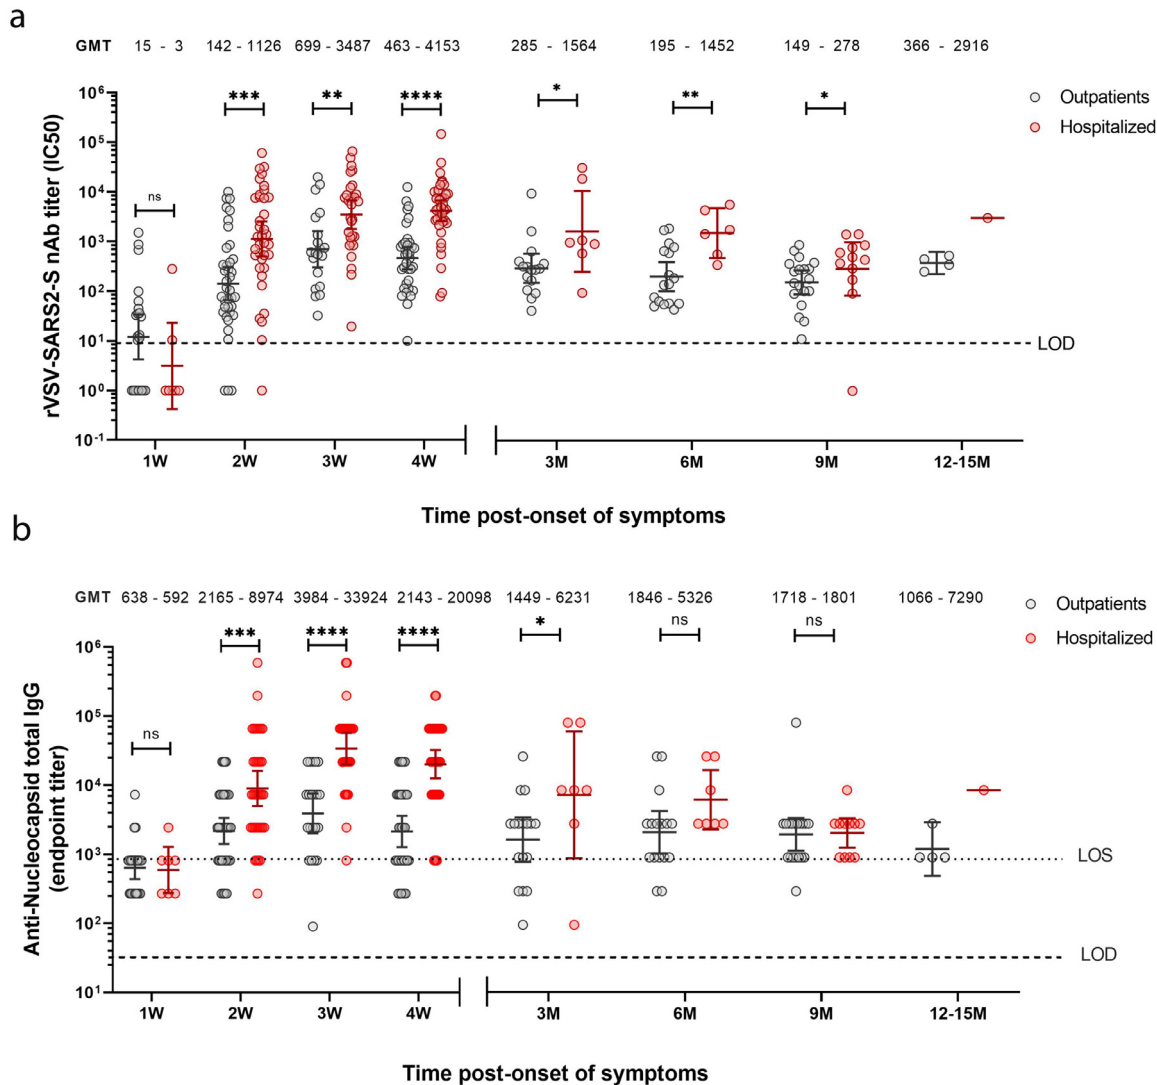 a
GMT 15 - 3 142 - 1126 699 - 3487 463 - 4153 285 - 1564 195 - 1452 149 - 278 366 - 2916
*** ** **** * ** *
ns
Outpatients
Hospitalized
rVSV-SARS2-S nAb titer (IC50)
10⁶
10⁵
10⁴
10³
10²
10¹
10⁰
10⁻¹
LOD
1W 2W 3W 4W 3M 6M 9M 12-15M
Time post-onset of symptoms
b
GMT 638 - 592 2165 - 8974 3984 - 33924 2143 - 20098 1449 - 6231 1846 - 5326 1718 - 1801 1066 - 7290
*** **** **** * ns ns
ns
Outpatients
Hospitalized
Anti-Nucleocapsid total IgG
(endpoint titer)
10⁶
10⁵
10⁴
10³
10²
10¹
LOS
LOD
1W 2W 3W 4W 3M 6M 9M 12-15M
Time post-onset of symptoms